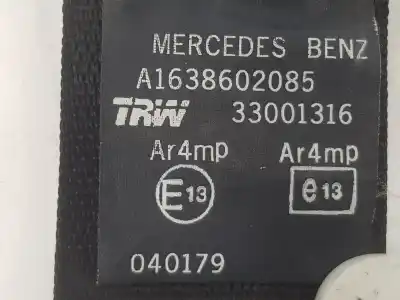 MERCEDES BENZ
A1638602085
TRW 33001316
Ar4mp Ar4mp
E13 e13
040179